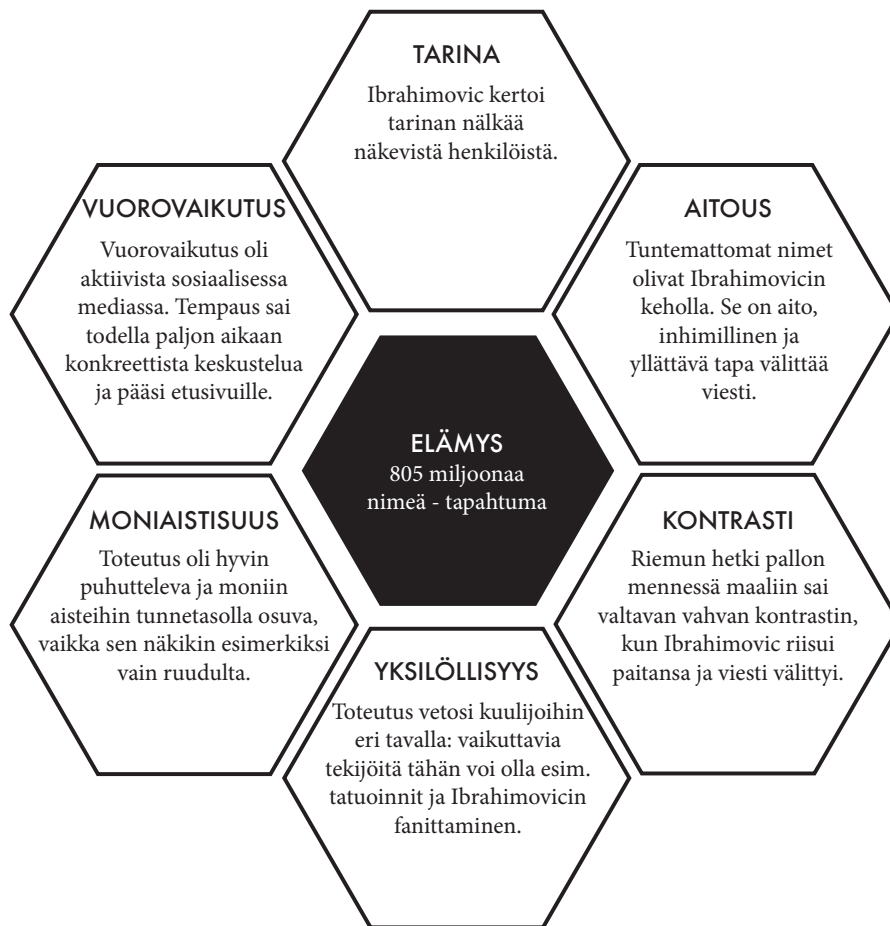 TARINA
Ibrahimovic kertoi
tarinan nälkää
näkevistä henkilöistä.
VUOROVAIKUTUS
Vuorovaikutus oli
aktiivista sosiaalisessa
mediassa. Tempaus sai
todella paljon aikaan
konkreettista keskustelua
ja pääsi etusivuille.
AITOUS
Tuntemattomat nimet
olivat Ibrahimovicin
keholla. Se on aito,
inhimillinen ja
yllättävä tapa välittää
viesti.
ELÄMYS
805 miljoonaa
nimeä - tapahtuma
MONIAISTISUUS
Toteutus oli hyvin
puhutteleva ja moniin
aisteihin tunnetasolla osuva,
vaikka sen näkikin esimerkiksi
vain ruudulta.
KONTRASTI
Riemun hetki pallon
mennessä maaliin sai
valtavan vahvan kontrastin,
kun Ibrahimovic riisui
paitansa ja viesti välittyi.
YKSILÖLLISYYS
Toteutus vetosi kuulijoihin
eri tavalla: vaikuttavia
tekijöitä tähän voi olla esim.
tatuoinnit ja Ibrahimovicin
fanittaminen.